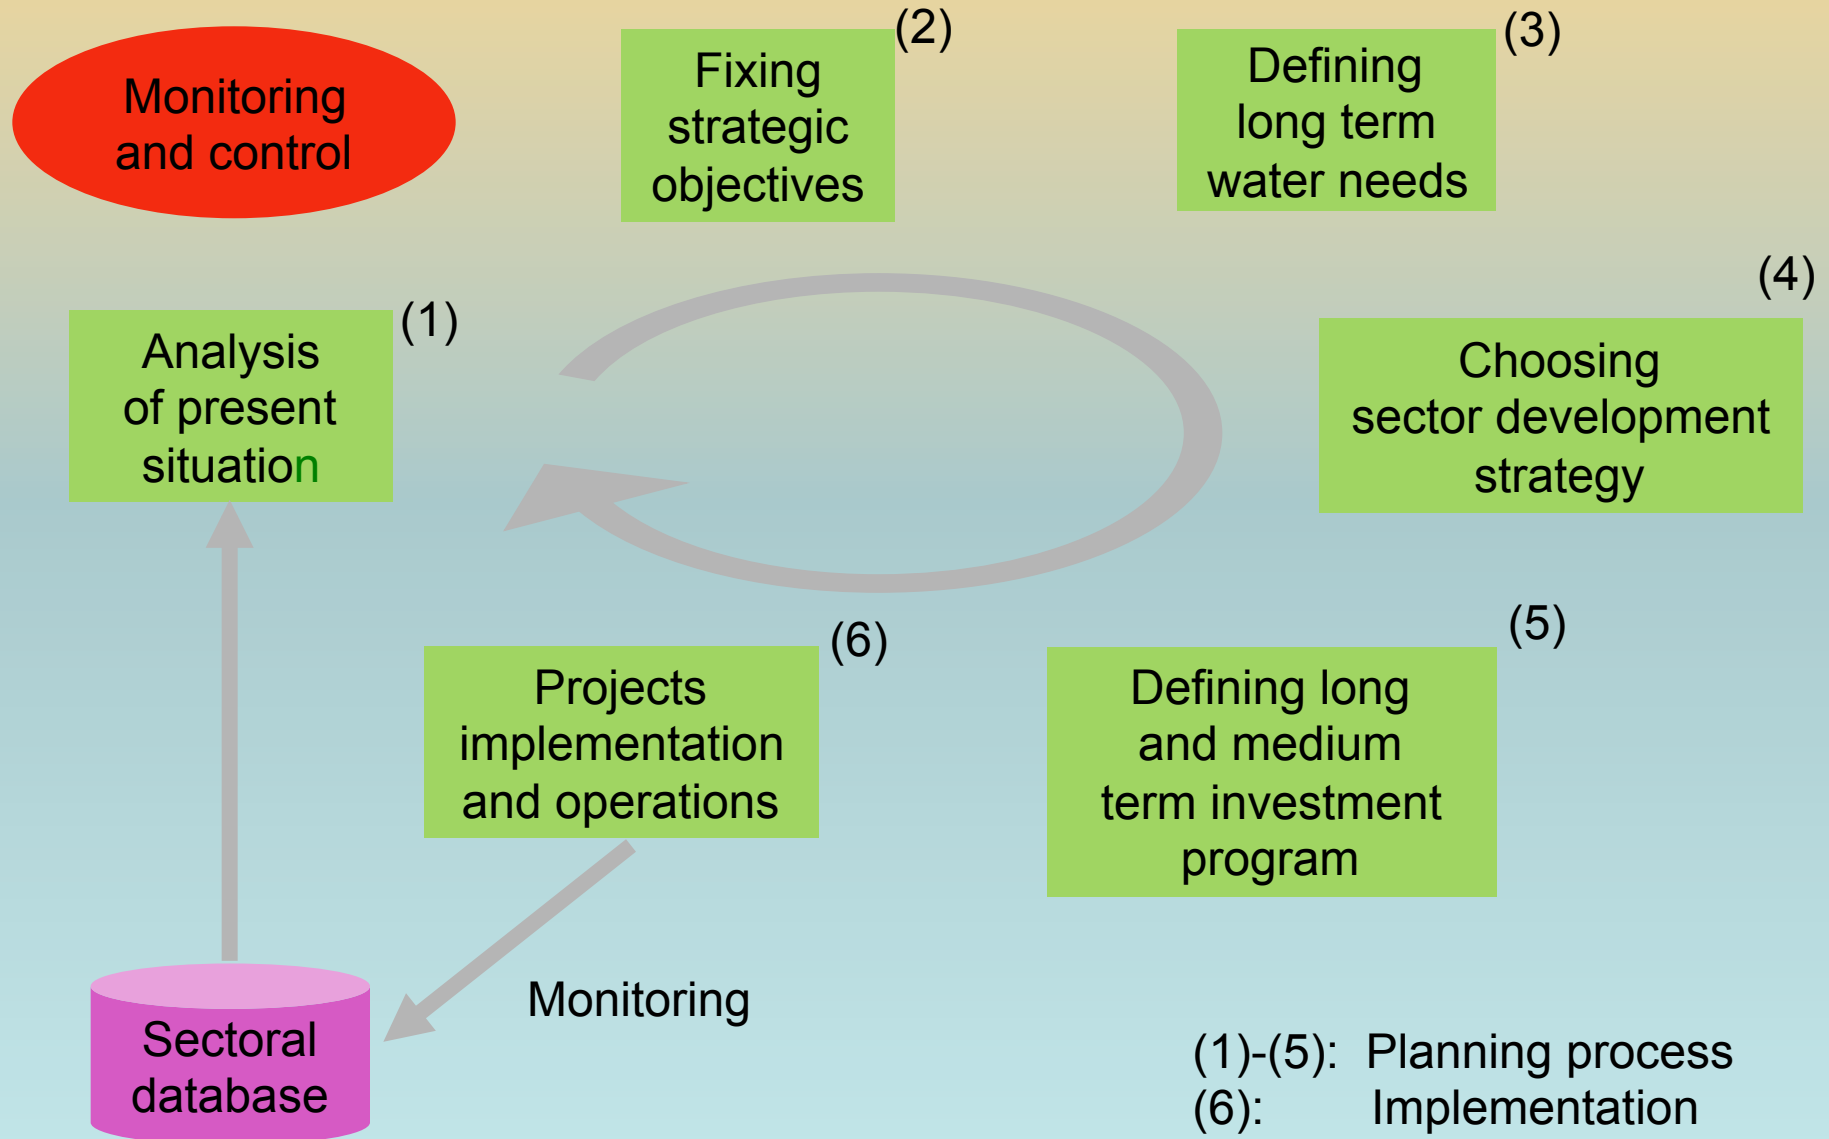 Monitoring
and control
(2)
Fixing
strategic
objectives
(3)
Defining
long term
water needs
(1)
Analysis
of present
situation
(4)
Choosing
sector development
strategy
(6)
Projects
implementation
and operations
(5)
Defining long
and medium
term investment
program
Monitoring
Sectoral
database
(1)-(5): Planning process
(6): Implementation